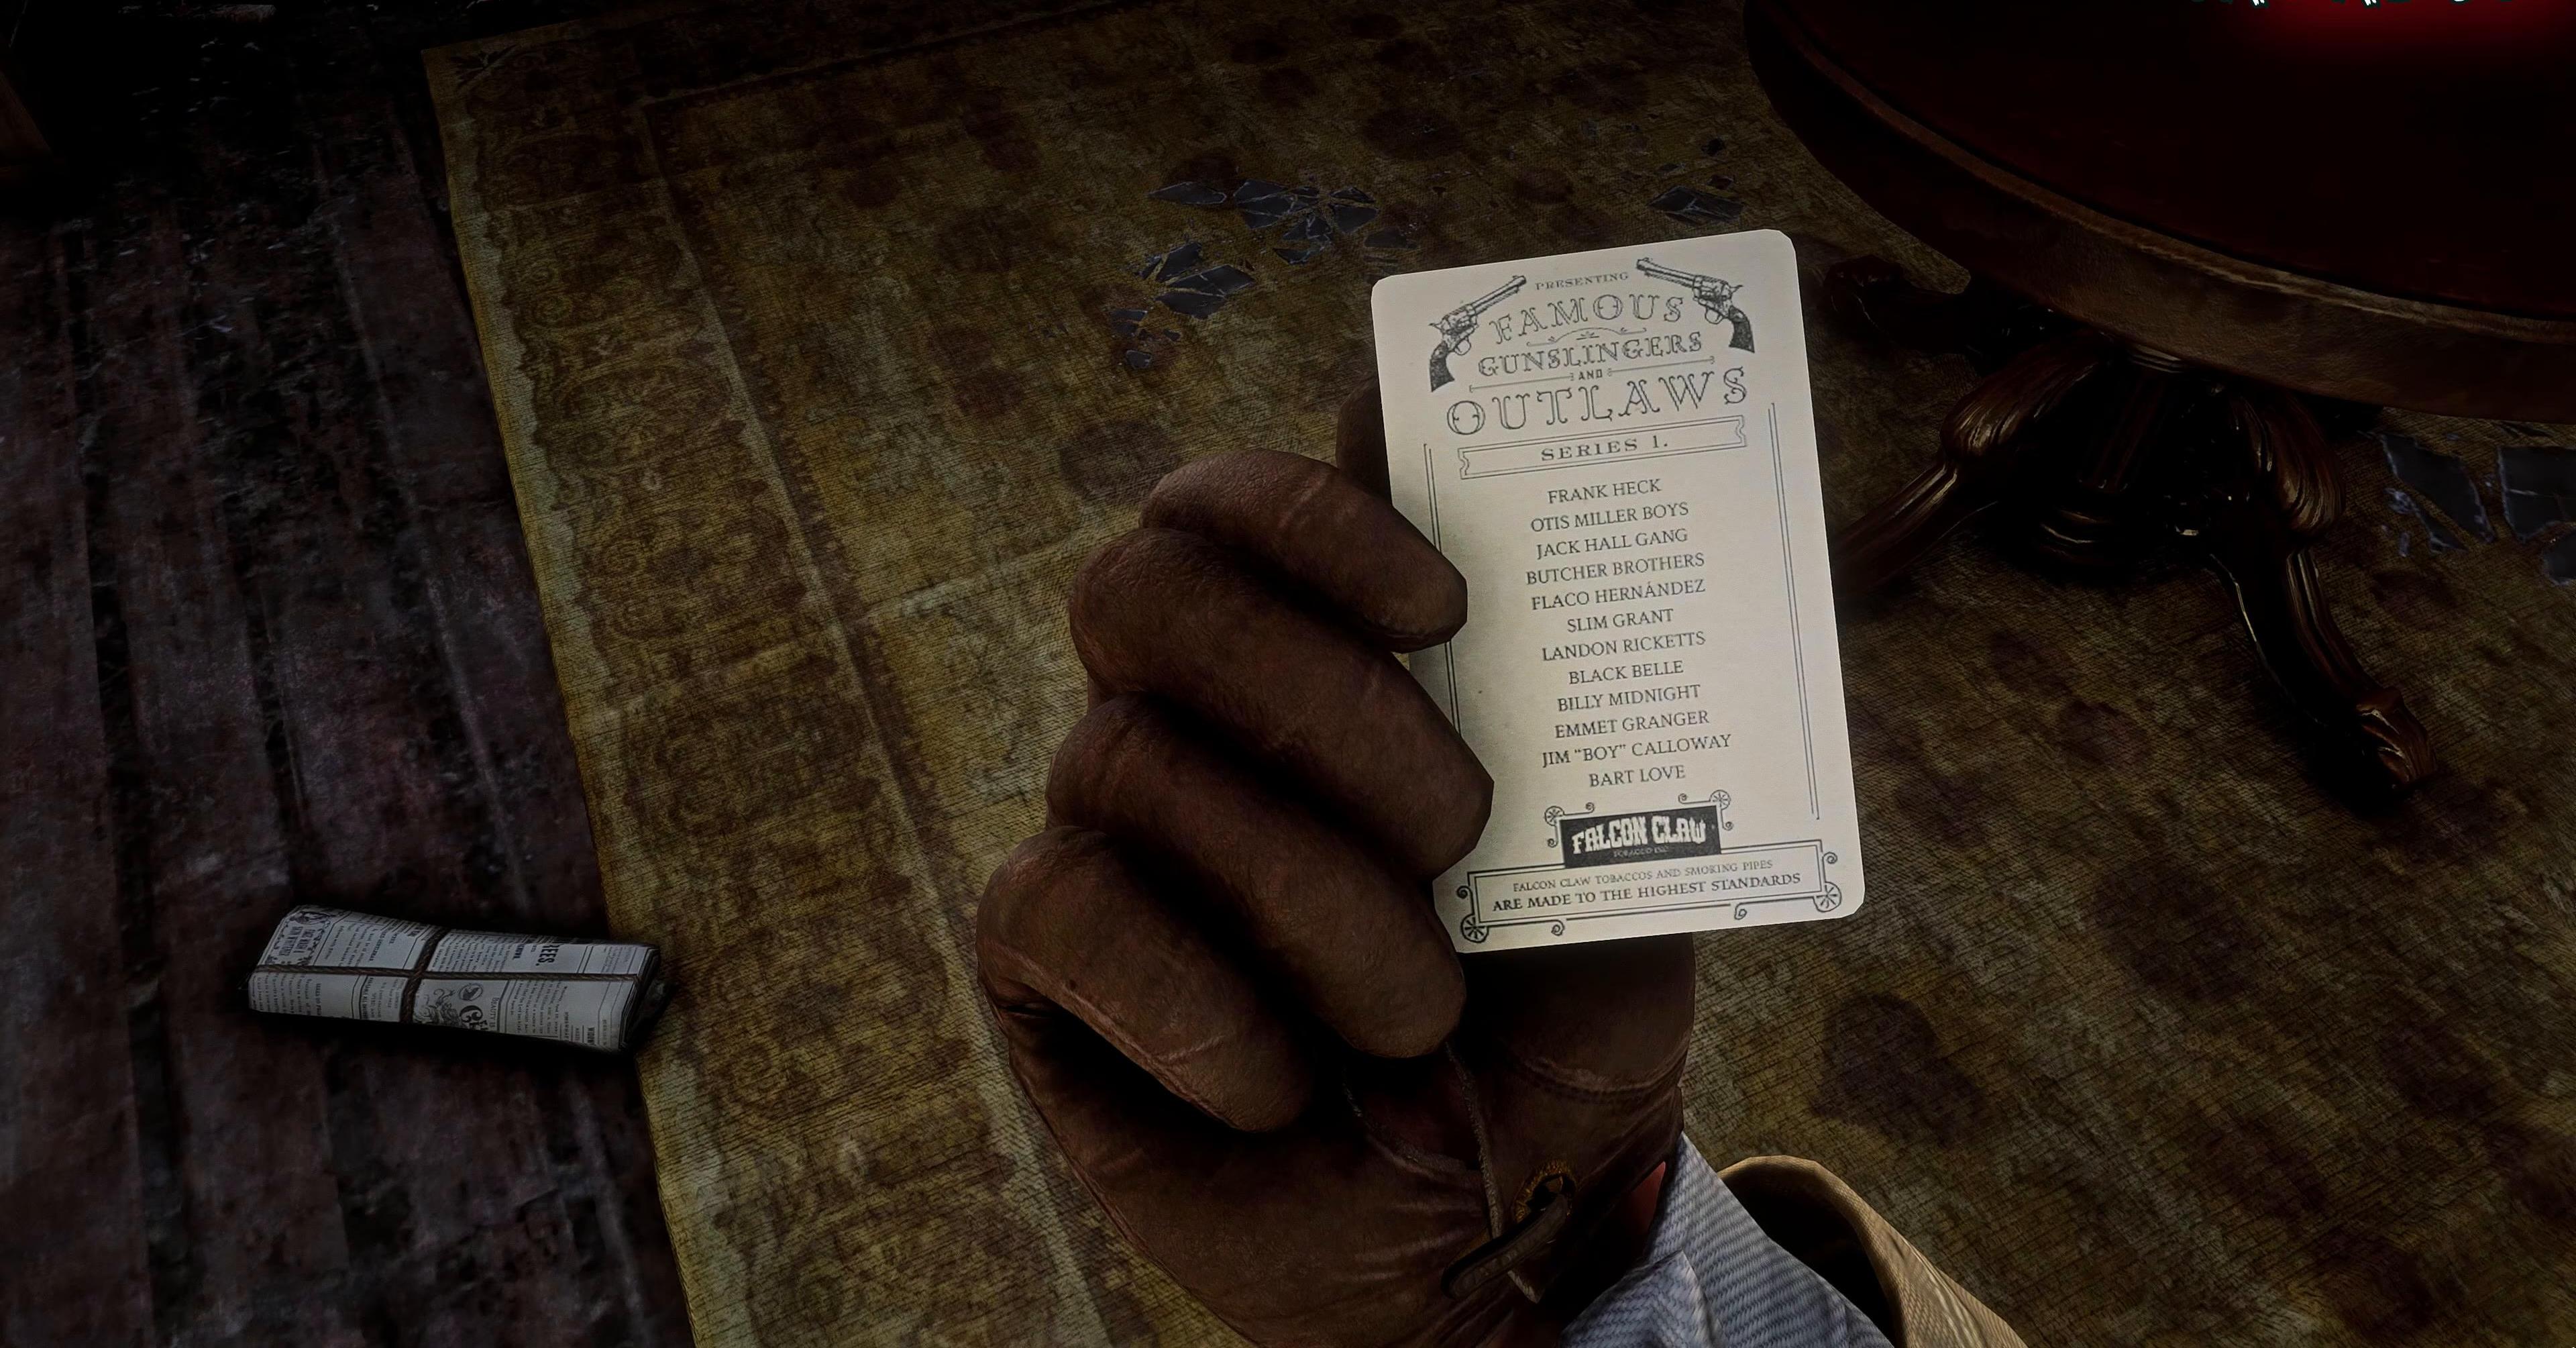 PRESENTING
FAMOUS
GUNSLINGERS
AND
OUTLAWS
SERIES 1.
FRANK HECK
OTIS MILLER BOYS
JACK HALL GANG
BUTCHER BROTHERS
FLACO HERNÁNDEZ
SLIM GRANT
LANDON RICKETTS
BLACK BELLE
BILLY MIDNIGHT
EMMET GRANGER
JIM “BOY” CALLOWAY
BART LOVE
FALCON CLAW
FALCON CLAW TOBACCOS AND SMOKING PIPES
ARE MADE TO THE HIGHEST STANDARDS